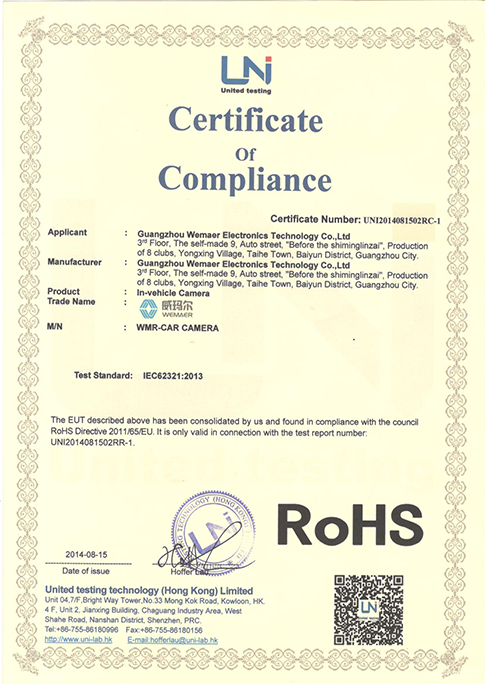 UNi
United testing
Certificate
Of
Compliance
Certificate Number: UNI2014081502RC-1
Applicant : Guangzhou Wemaer Electronics Technology Co.,Ltd
3rd Floor, The self-made 9, Auto street, "Before the shiminglinzai", Production
of 8 clubs, Yongxing Village, Taihe Town, Baiyun District, Guangzhou City.
Manufacturer : Guangzhou Wemaer Electronics Technology Co.,Ltd
3rd Floor, The self-made 9, Auto street, "Before the shiminglinzai", Production
of 8 clubs, Yongxing Village, Taihe Town, Baiyun District, Guangzhou City.
Product : In-vehicle Camera
Trade Name : 威玛尔
WEMAER
M/N : WMR-CAR CAMERA
Test Standard: IEC62321:2013
The EUT described above has been consolidated by us and found in compliance with the council
RoHS Directive 2011/65/EU. It is only valid in connection with the test report number:
UNI2014081502RR-1.
TECHNOLOGY (HONG KONG)
UNi
RoHS
2014-08-15
Date of issue
Hoffer Lau
United testing technology (Hong Kong) Limited
Unit 04,7/F,Bright Way Tower,No.33 Mong Kok Road, Kowloon, HK.
4 F, Unit 2, Jianxing Building, Chaguang Industry Area, West
Shahe Road, Nanshan District, Shenzhen, PRC.
Tel:+86-755-86180996 Fax:+86-755-86180156
http://www.uni-lab.hk E-mail:hofferlau@uni-lab.hk
UNi